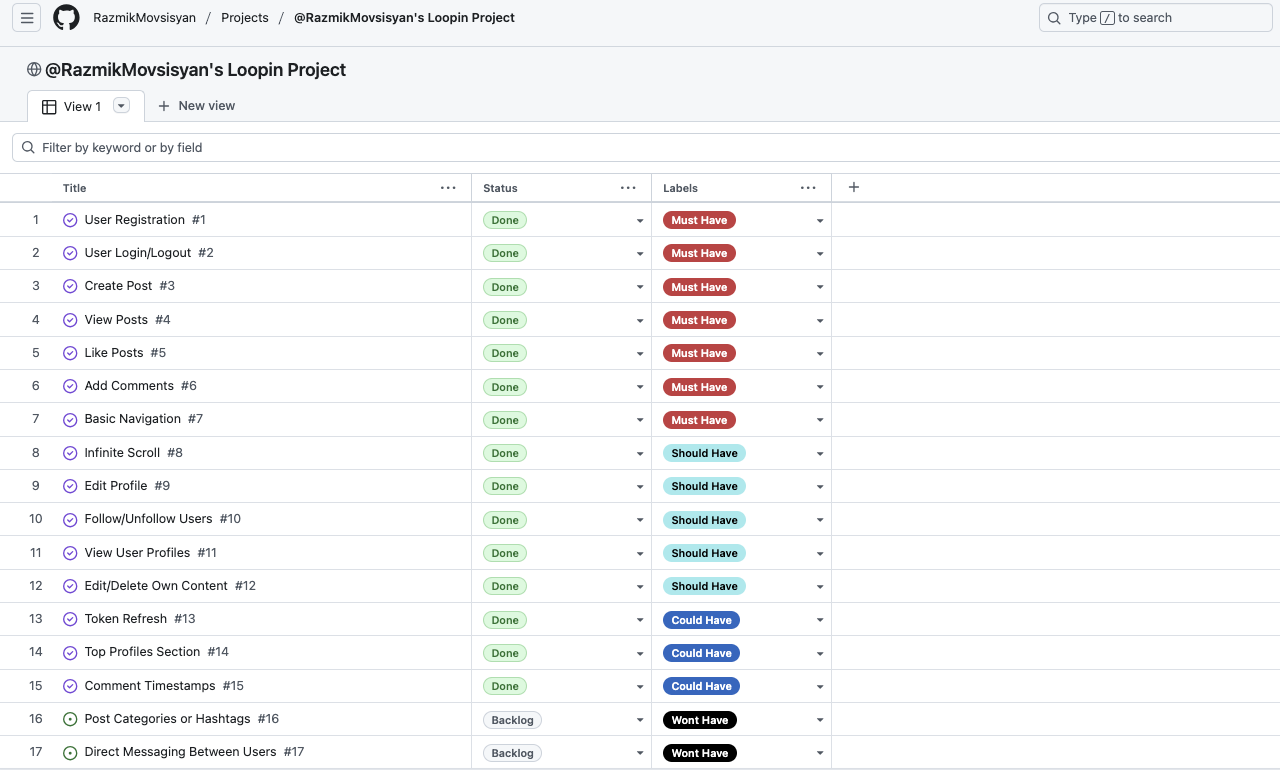 RazmikMovsisyan / Projects / @RazmikMovsisyan's Loopin Project
Type / to search
@RazmikMovsisyan's Loopin Project
View 1 New view
Filter by keyword or by field
Title Status Labels
1 User Registration #1 Done Must Have
2 User Login/Logout #2 Done Must Have
3 Create Post #3 Done Must Have
4 View Posts #4 Done Must Have
5 Like Posts #5 Done Must Have
6 Add Comments #6 Done Must Have
7 Basic Navigation #7 Done Must Have
8 Infinite Scroll #8 Done Should Have
9 Edit Profile #9 Done Should Have
10 Follow/Unfollow Users #10 Done Should Have
11 View User Profiles #11 Done Should Have
12 Edit/Delete Own Content #12 Done Should Have
13 Token Refresh #13 Done Could Have
14 Top Profiles Section #14 Done Could Have
15 Comment Timestamps #15 Done Could Have
16 Post Categories or Hashtags #16 Backlog Wont Have
17 Direct Messaging Between Users #17 Backlog Wont Have